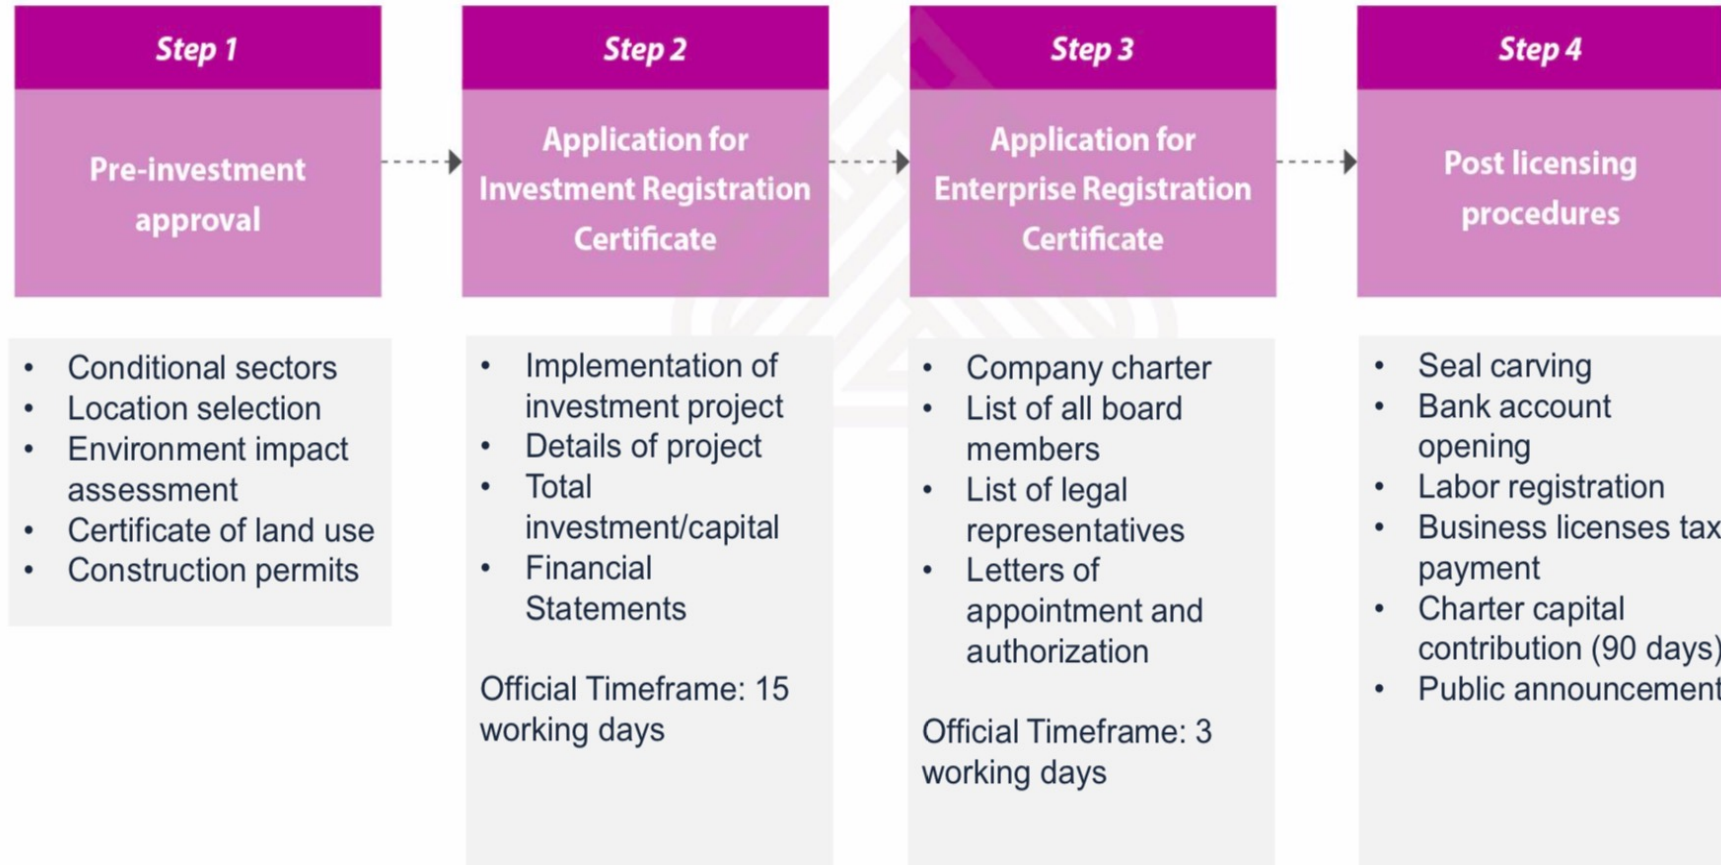 Step 1
Pre-investment
approval
• Conditional sectors
• Location selection
• Environment impact
assessment
• Certificate of land use
• Construction permits
Step 2
Application for
Investment Registration
Certificate
• Implementation of
investment project
• Details of project
• Total
investment/capital
• Financial
Statements
Official Timeframe: 15
working days
Step 3
Application for
Enterprise Registration
Certificate
• Company charter
• List of all board
members
• List of legal
representatives
• Letters of
appointment and
authorization
Official Timeframe: 3
working days
Step 4
Post licensing
procedures
• Seal carving
• Bank account
opening
• Labor registration
• Business licenses tax
payment
• Charter capital
contribution (90 days)
• Public announcement